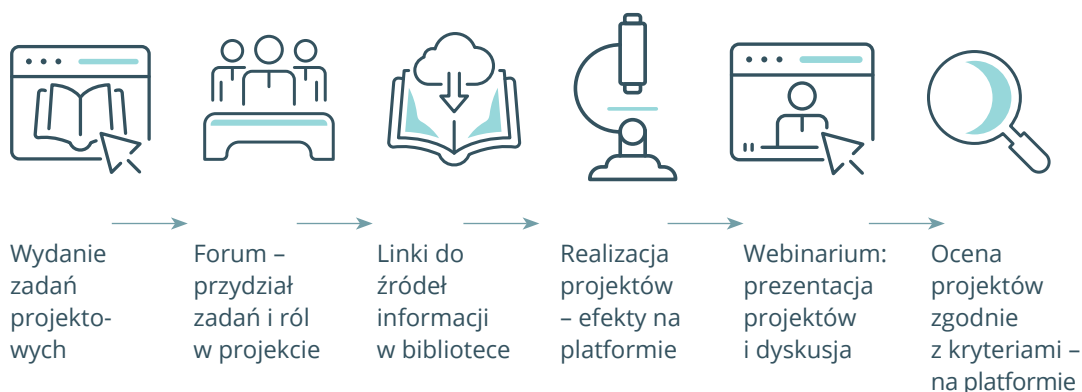 Wydanie
zadań
projekto-
wych
Forum –
przydział
zadań i ról
w projekcie
Linki do
źródeł
informacji
w bibliotece
Realizacja
projektów
– efekty na
platformie
Webinarium:
prezentacja
projektów
i dyskusja
Ocena
projektów
zgodnie
z kryteriami –
na platformie